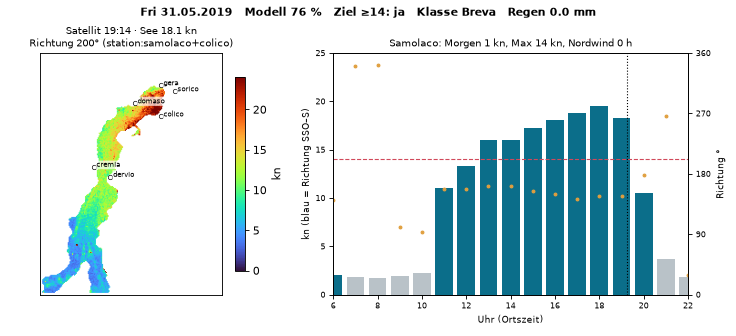 Fri 31.05.2019   Modell 76 %   Ziel ≥14: ja   Klasse Breva   Regen 0.0 mm
Satellit 19:14 · See 18.1 kn
Richtung 200° (station:samolaco+colico)
gera
sorico
domaso
colico
cremia
dervio
20
15
10
5
0
kn
Samolaco: Morgen 1 kn, Max 14 kn, Nordwind 0 h
25
20
15
10
5
0
kn (blau = Richtung SSO-S)
360
270
180
90
0
Richtung °
6 8 10 12 14 16 18 20 22
Uhr (Ortszeit)